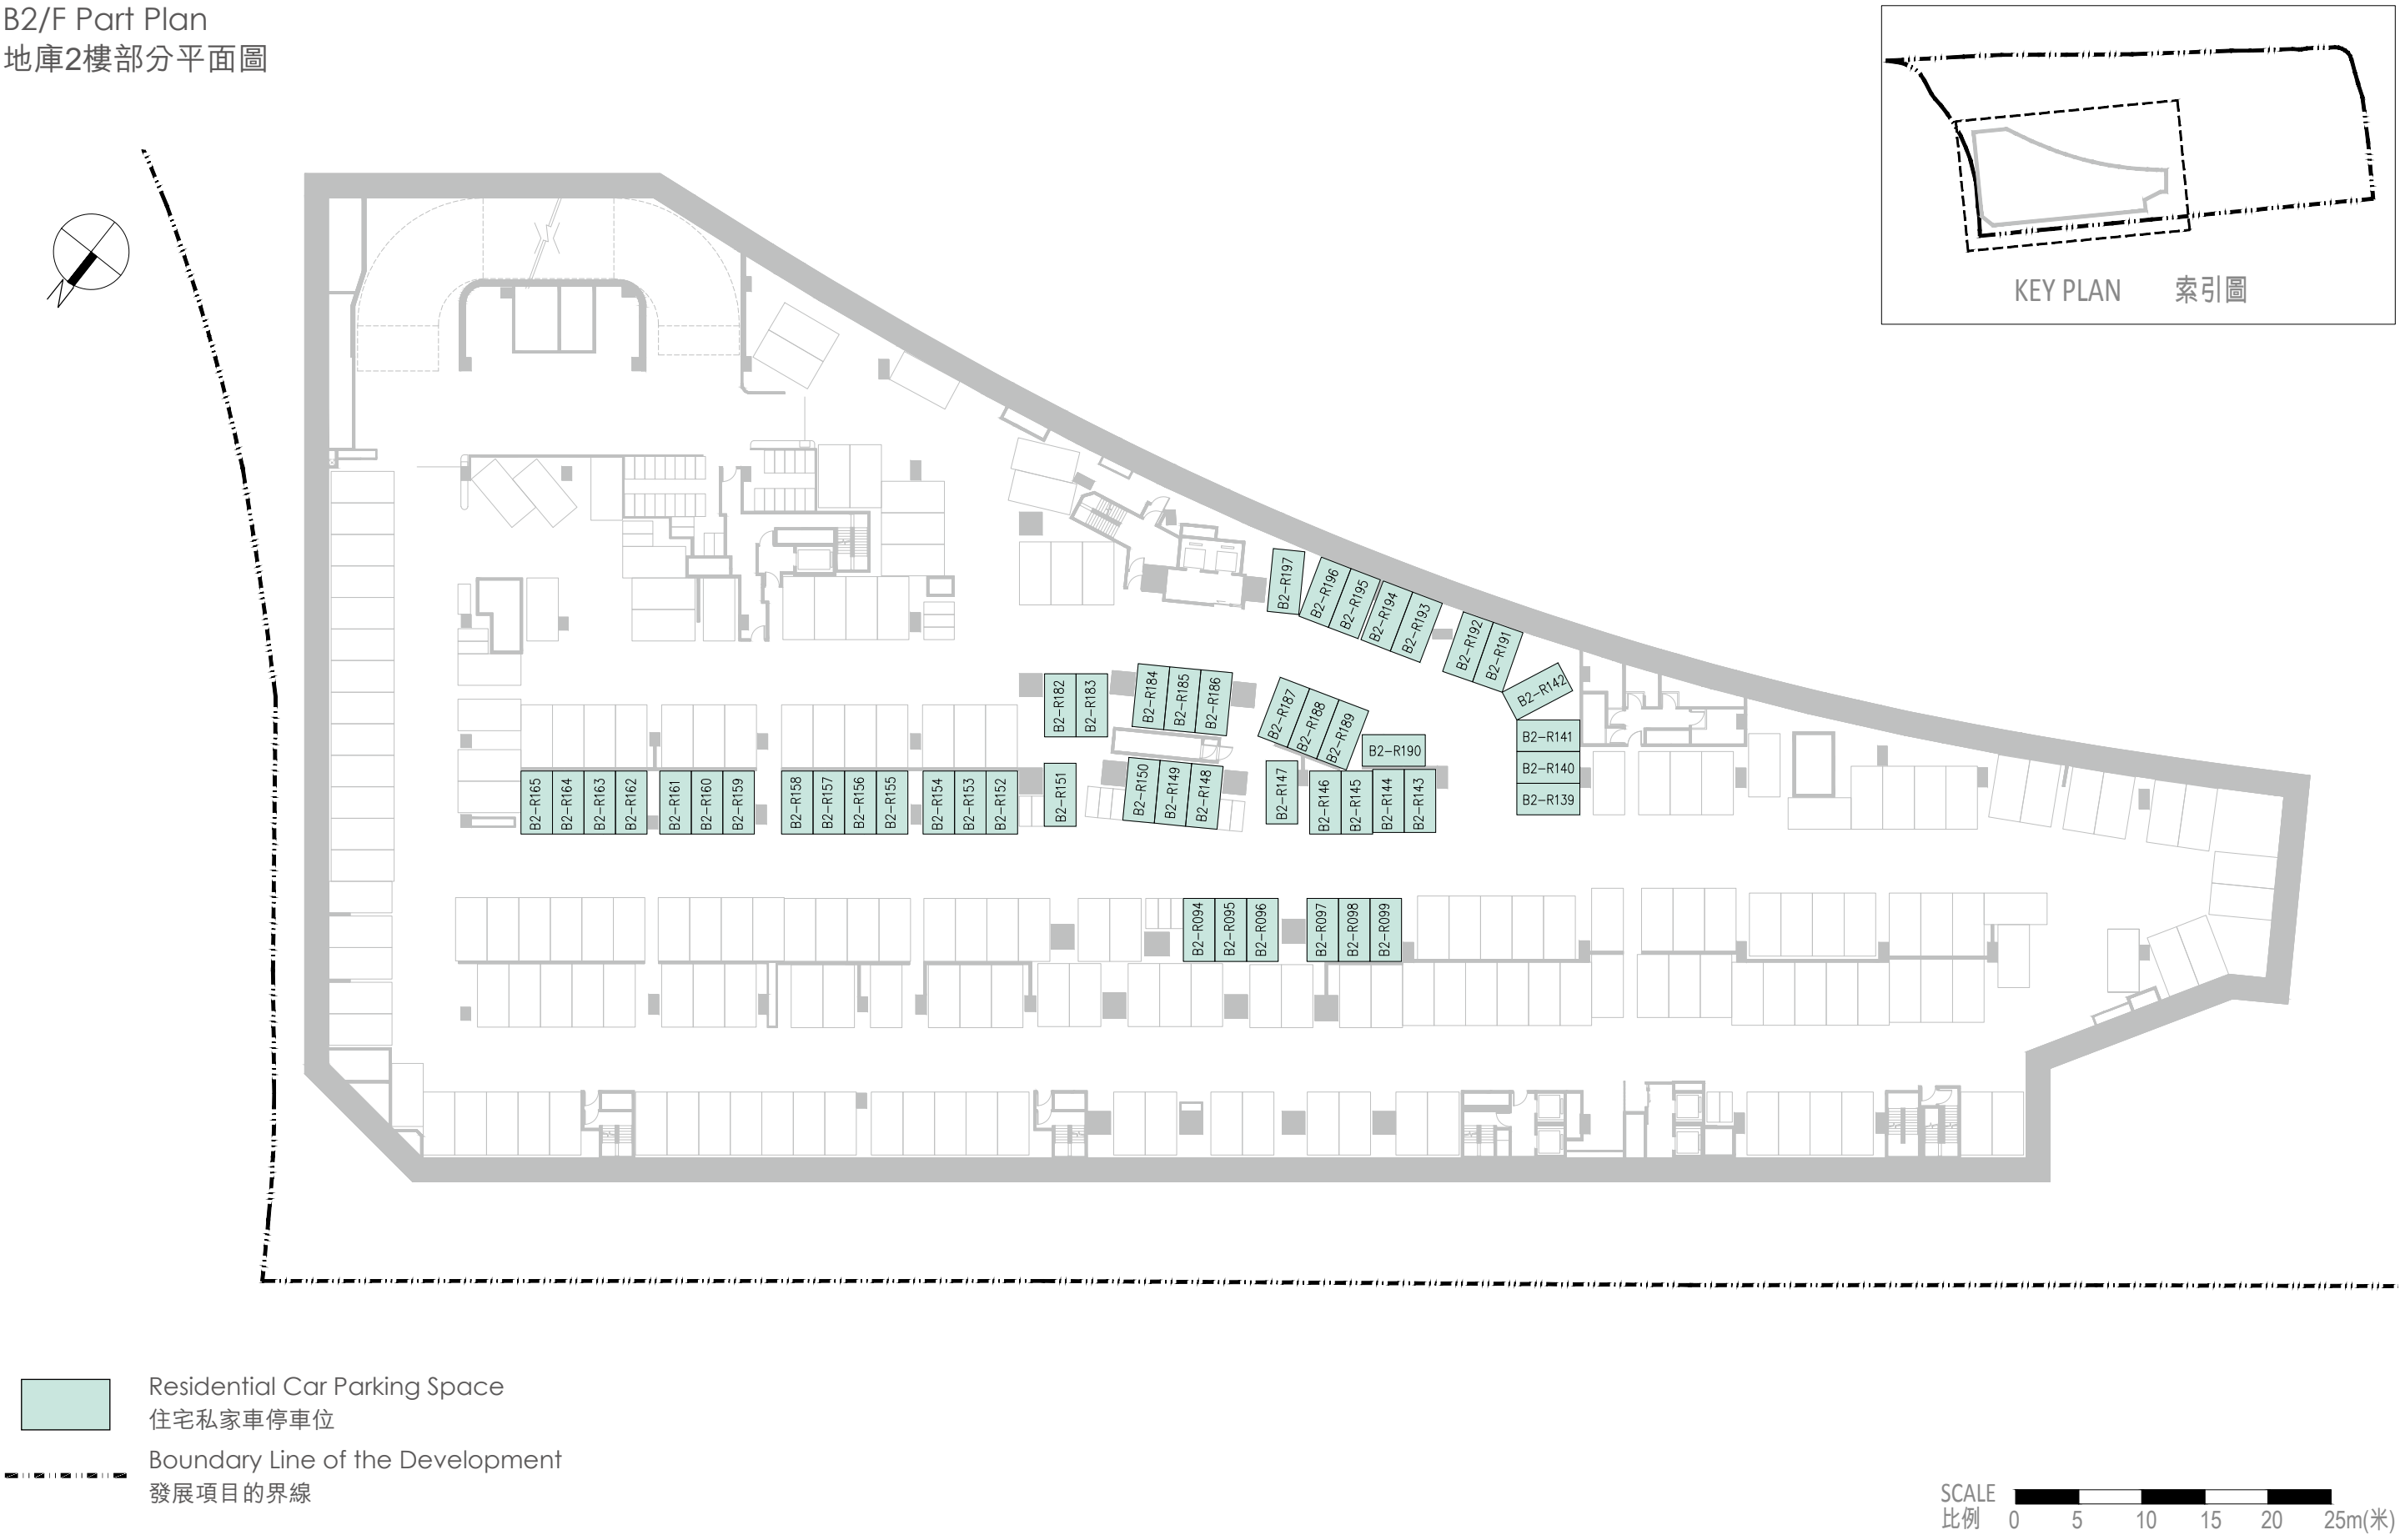 B2/F Part Plan
地庫2樓部分平面圖
KEY PLAN 索引圖
N
B2-R197
B2-R196
B2-R195
B2-R194
B2-R193
B2-R192
B2-R191
B2-R182
B2-R183
B2-R184
B2-R185
B2-R186
B2-R187
B2-R188
B2-R189
B2-R190
B2-R142
B2-R141
B2-R140
B2-R139
B2-R165
B2-R164
B2-R163
B2-R162
B2-R161
B2-R160
B2-R159
B2-R158
B2-R157
B2-R156
B2-R155
B2-R154
B2-R153
B2-R152
B2-R151
B2-R150
B2-R149
B2-R148
B2-R147
B2-R146
B2-R145
B2-R144
B2-R143
B2-R094
B2-R095
B2-R096
B2-R097
B2-R098
B2-R099
Residential Car Parking Space
住宅私家車停車位
Boundary Line of the Development
發展項目的界線
SCALE
比例 0 5 10 15 20 25m(米)